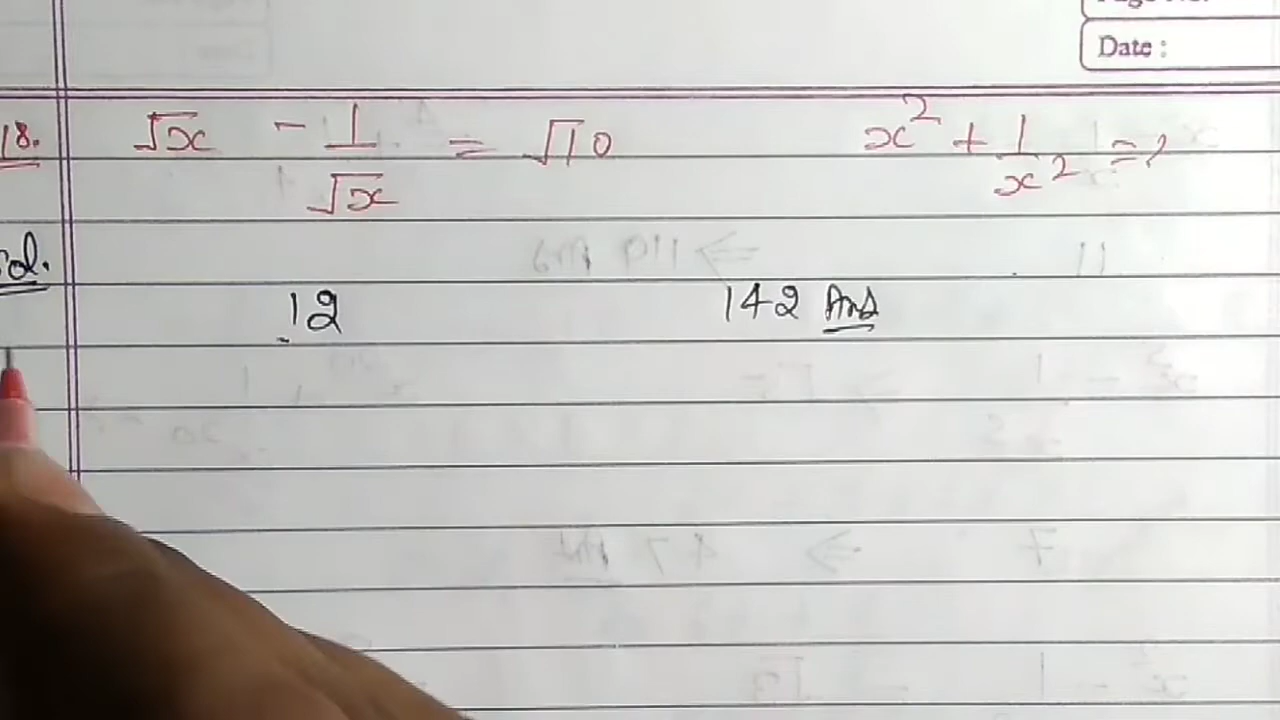 Date :
18. √x - 1/√x = √10 x² + 1/x² = ?
Sol.
12 142 Ans